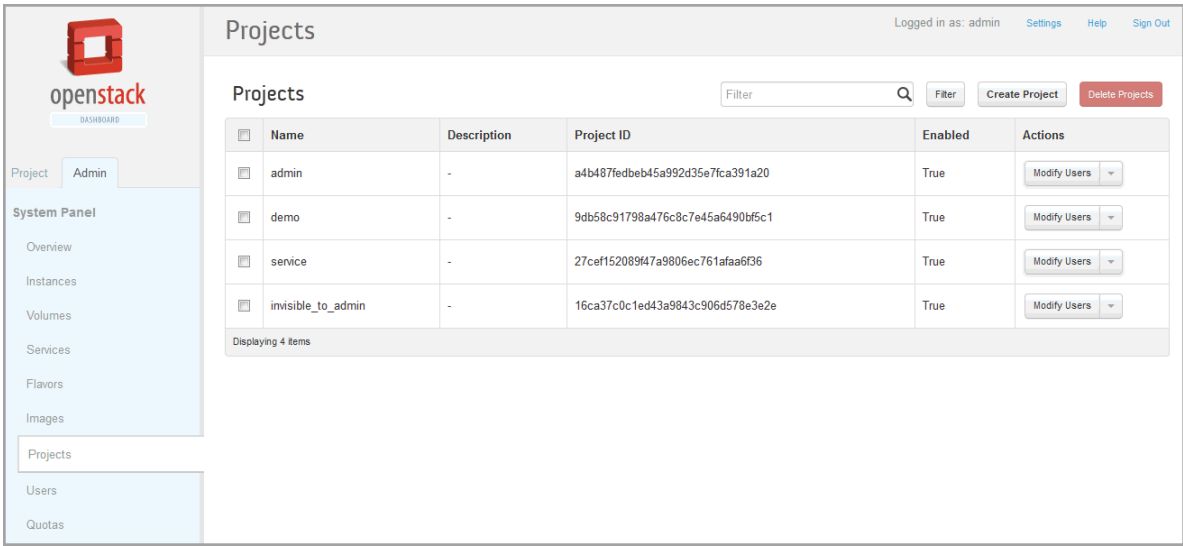 openstack
DASHBOARD
Project Admin
System Panel
Overview
Instances
Volumes
Services
Flavors
Images
Projects
Users
Quotas
Projects
Logged in as: admin Settings Help Sign Out
Projects
Filter Filter Create Project Delete Projects
Name Description Project ID Enabled Actions
admin - a4b487fedbeb45a992d35e7fca391a20 True Modify Users
demo - 9db58c91798a476c8c7e45a6490bf5c1 True Modify Users
service - 27cef152089f47a9806ec761afaa6f36 True Modify Users
invisible_to_admin - 16ca37c0c1ed43a9843c906d578e3e2e True Modify Users
Displaying 4 items